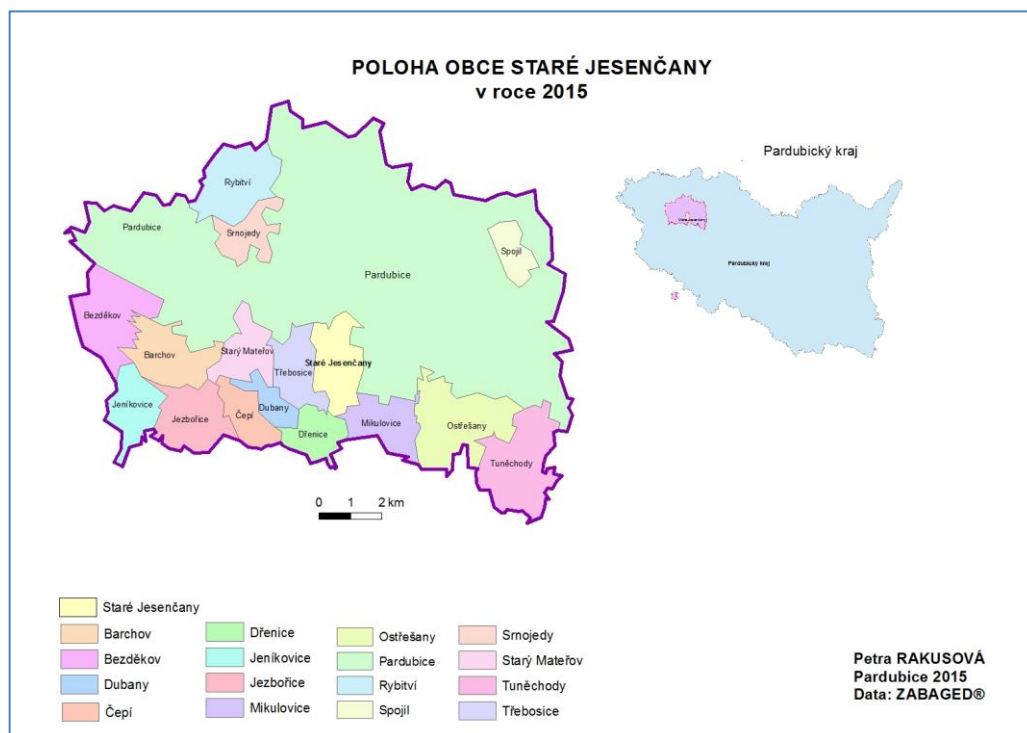 POLOHA OBCE STARÉ JESENČANY
v roce 2015
Pardubický kraj
Rybitví
Pardubice
Srnojedy
Spojil
Pardubice
Pardubický kraj
Bezděkov
Barchov
Starý Mateřov
Třebosice
Staré Jesenčany
Jeníkovice
Jezbořice
Čepí
Dubany
Dřenice
Mikulovice
Ostřešany
Tuněchody
0 1 2 km
Staré Jesenčany
Barchov
Bezděkov
Dubany
Čepí
Dřenice
Jeníkovice
Jezbořice
Mikulovice
Ostřešany
Pardubice
Rybitví
Spojil
Srnojedy
Starý Mateřov
Tuněchody
Třebosice
Petra RAKUSOVÁ
Pardubice 2015
Data: ZABAGED®